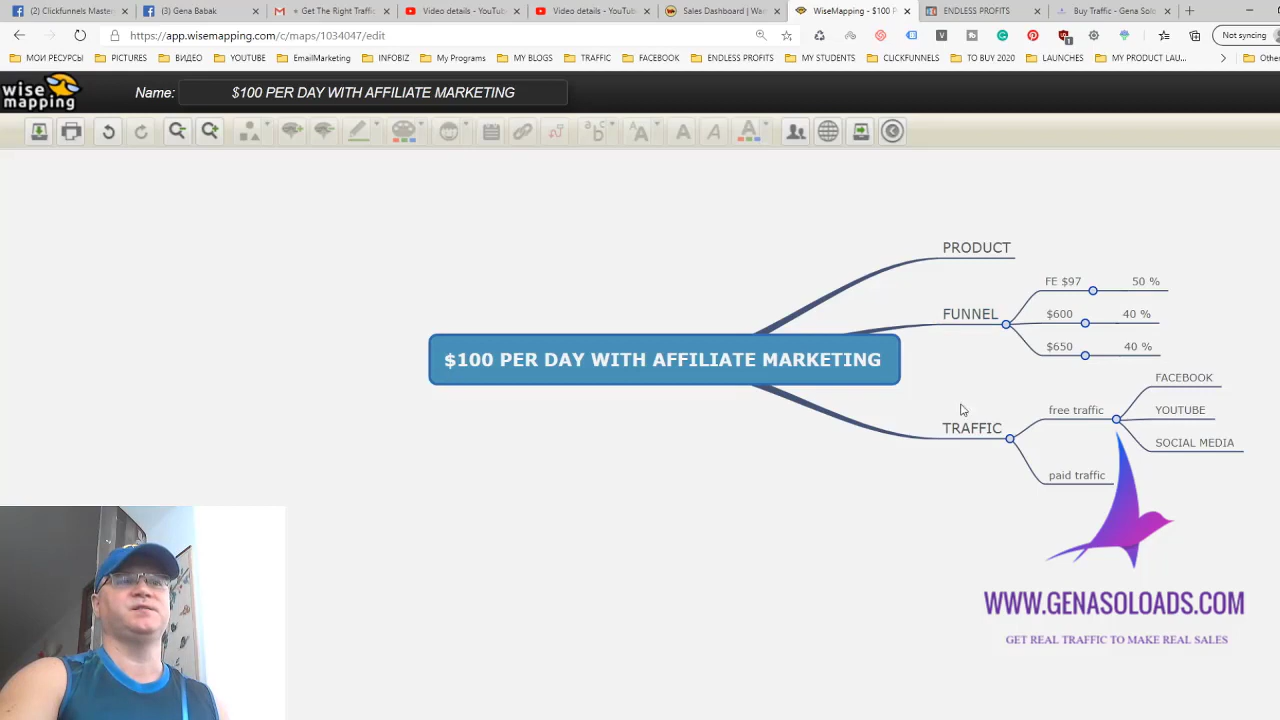 (2) Clickfunnels Master
(3) Gena Babak
+ Get The Right Traffic
Video details - YouTu
Video details - YouTu
Sales Dashboard | War
WiseMapping - $100 P
ENDLESS PROFITS
Buy Traffic - Gena Solo
https://app.wisemapping.com/c/maps/1034047/edit
Not syncing
МОИ РЕСУРСЫ
PICTURES
ВИДЕО
YOUTUBE
EmailMarketing
INFOBIZ
My Programs
MY BLOGS
TRAFFIC
FACEBOOK
ENDLESS PROFITS
MY STUDENTS
CLICKFUNNELS
TO BUY 2020
LAUNCHES
MY PRODUCT LAU...
Other
wise
mapping
Name: $100 PER DAY WITH AFFILIATE MARKETING
PRODUCT
FE $97 50 %
FUNNEL $600 40 %
$650 40 %
$100 PER DAY WITH AFFILIATE MARKETING
FACEBOOK
free traffic YOUTUBE
TRAFFIC
SOCIAL MEDIA
paid traffic
WWW.GENASOLOADS.COM
GET REAL TRAFFIC TO MAKE REAL SALES